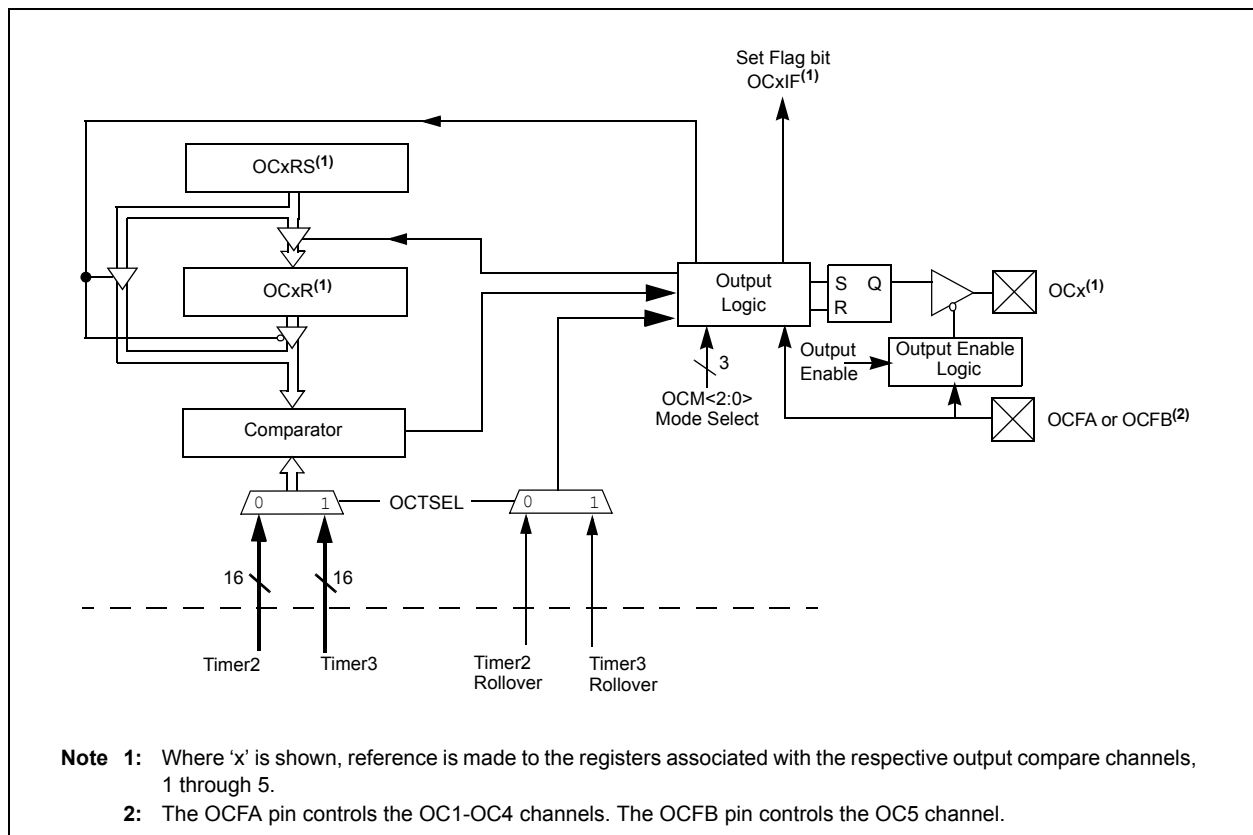 Set Flag bit
OCxIF(1)
OCxRS(1)
OCxR(1)
Output
Logic
S Q
R
OCx(1)
Output
Enable
Output Enable
Logic
3
OCM<2:0>
Mode Select
OCFA or OCFB(2)
Comparator
0 1
OCTSEL
0 1
16
16
Timer2
Timer3
Timer2
Rollover
Timer3
Rollover
Note 1: Where ‘x’ is shown, reference is made to the registers associated with the respective output compare channels,
1 through 5.
2: The OCFA pin controls the OC1-OC4 channels. The OCFB pin controls the OC5 channel.